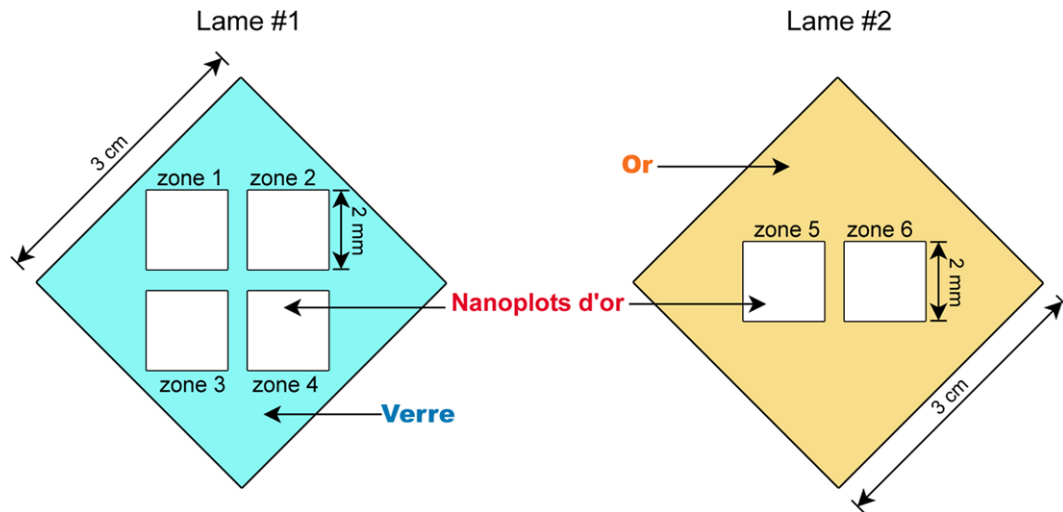 Lame #1
Lame #2
3 cm
zone 1
zone 2
2 mm
Or
zone 5
zone 6
2 mm
Nanoplots d'or
zone 3
zone 4
Verre
3 cm